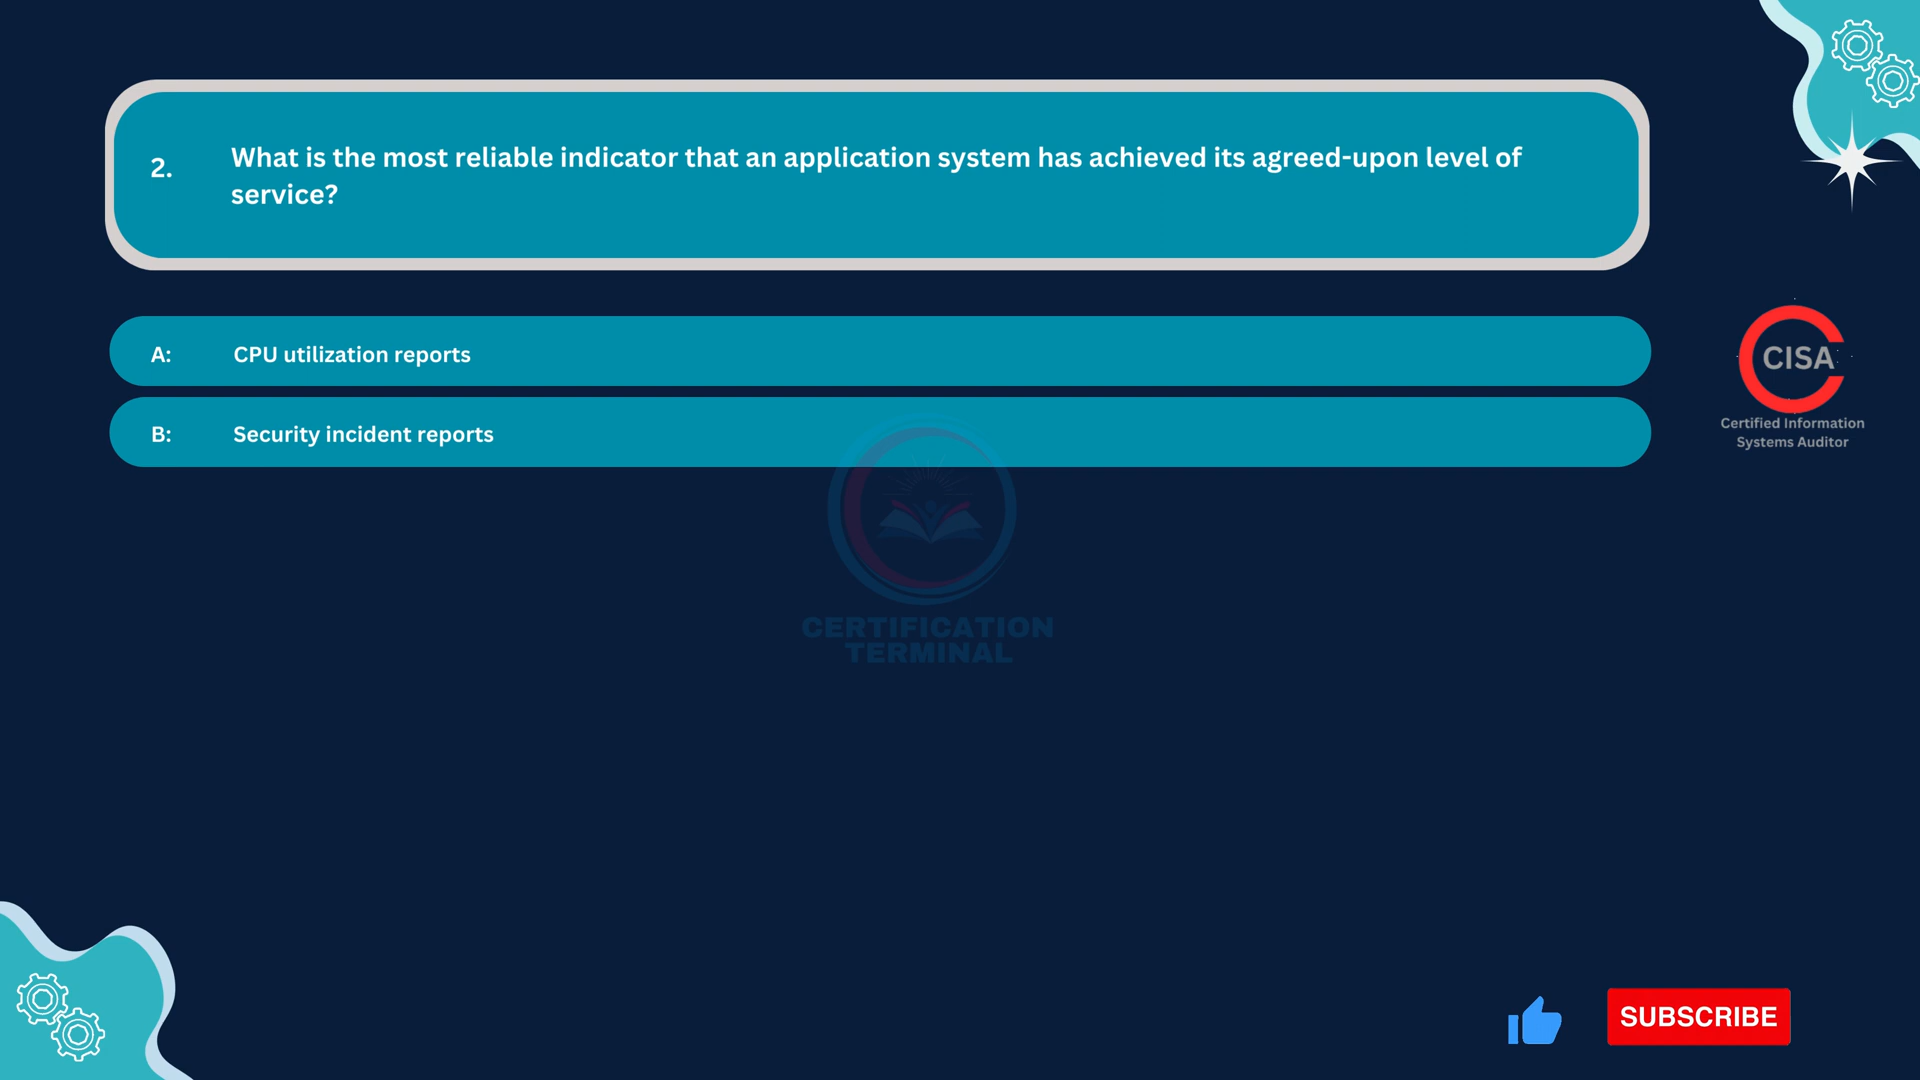 2.
What is the most reliable indicator that an application system has achieved its agreed-upon level of
service?
A: CPU utilization reports
B: Security incident reports
CISA
Certified Information
Systems Auditor
CERTIFICATION
TERMINAL
SUBSCRIBE